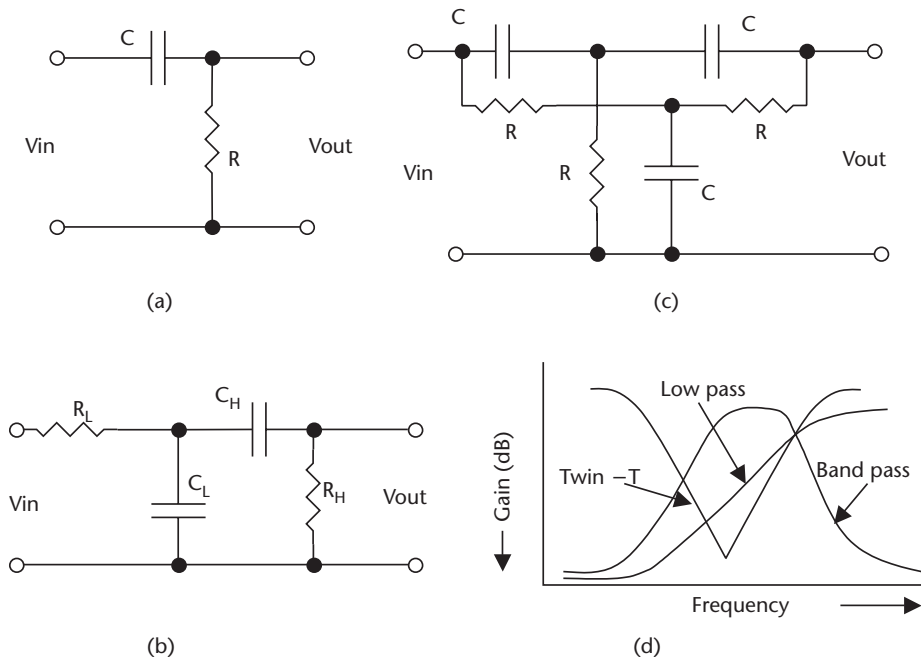 C
R
Vin
Vout
(a)
C
C
R
R
R
C
Vin
Vout
(c)
R_L
C_H
C_L
R_H
Vin
Vout
(b)
Low pass
Twin –T
Band pass
Gain (dB)
Frequency
(d)